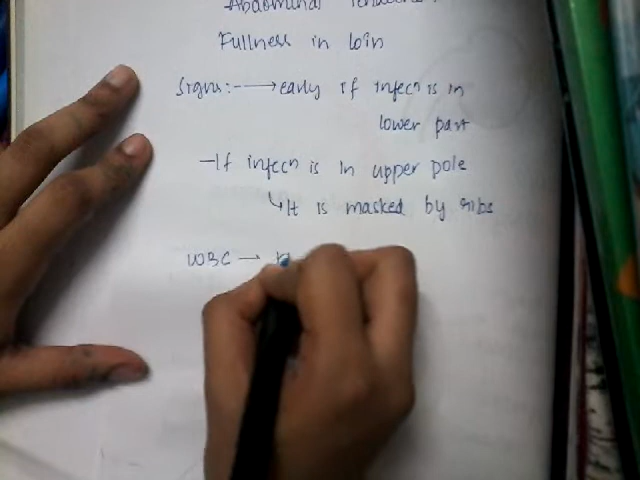 Abdominal
Fullness in loin
Signs:-→early if infecn is in
lower part
-If infecn is in upper pole
↳It is masked by ribs
WBC →